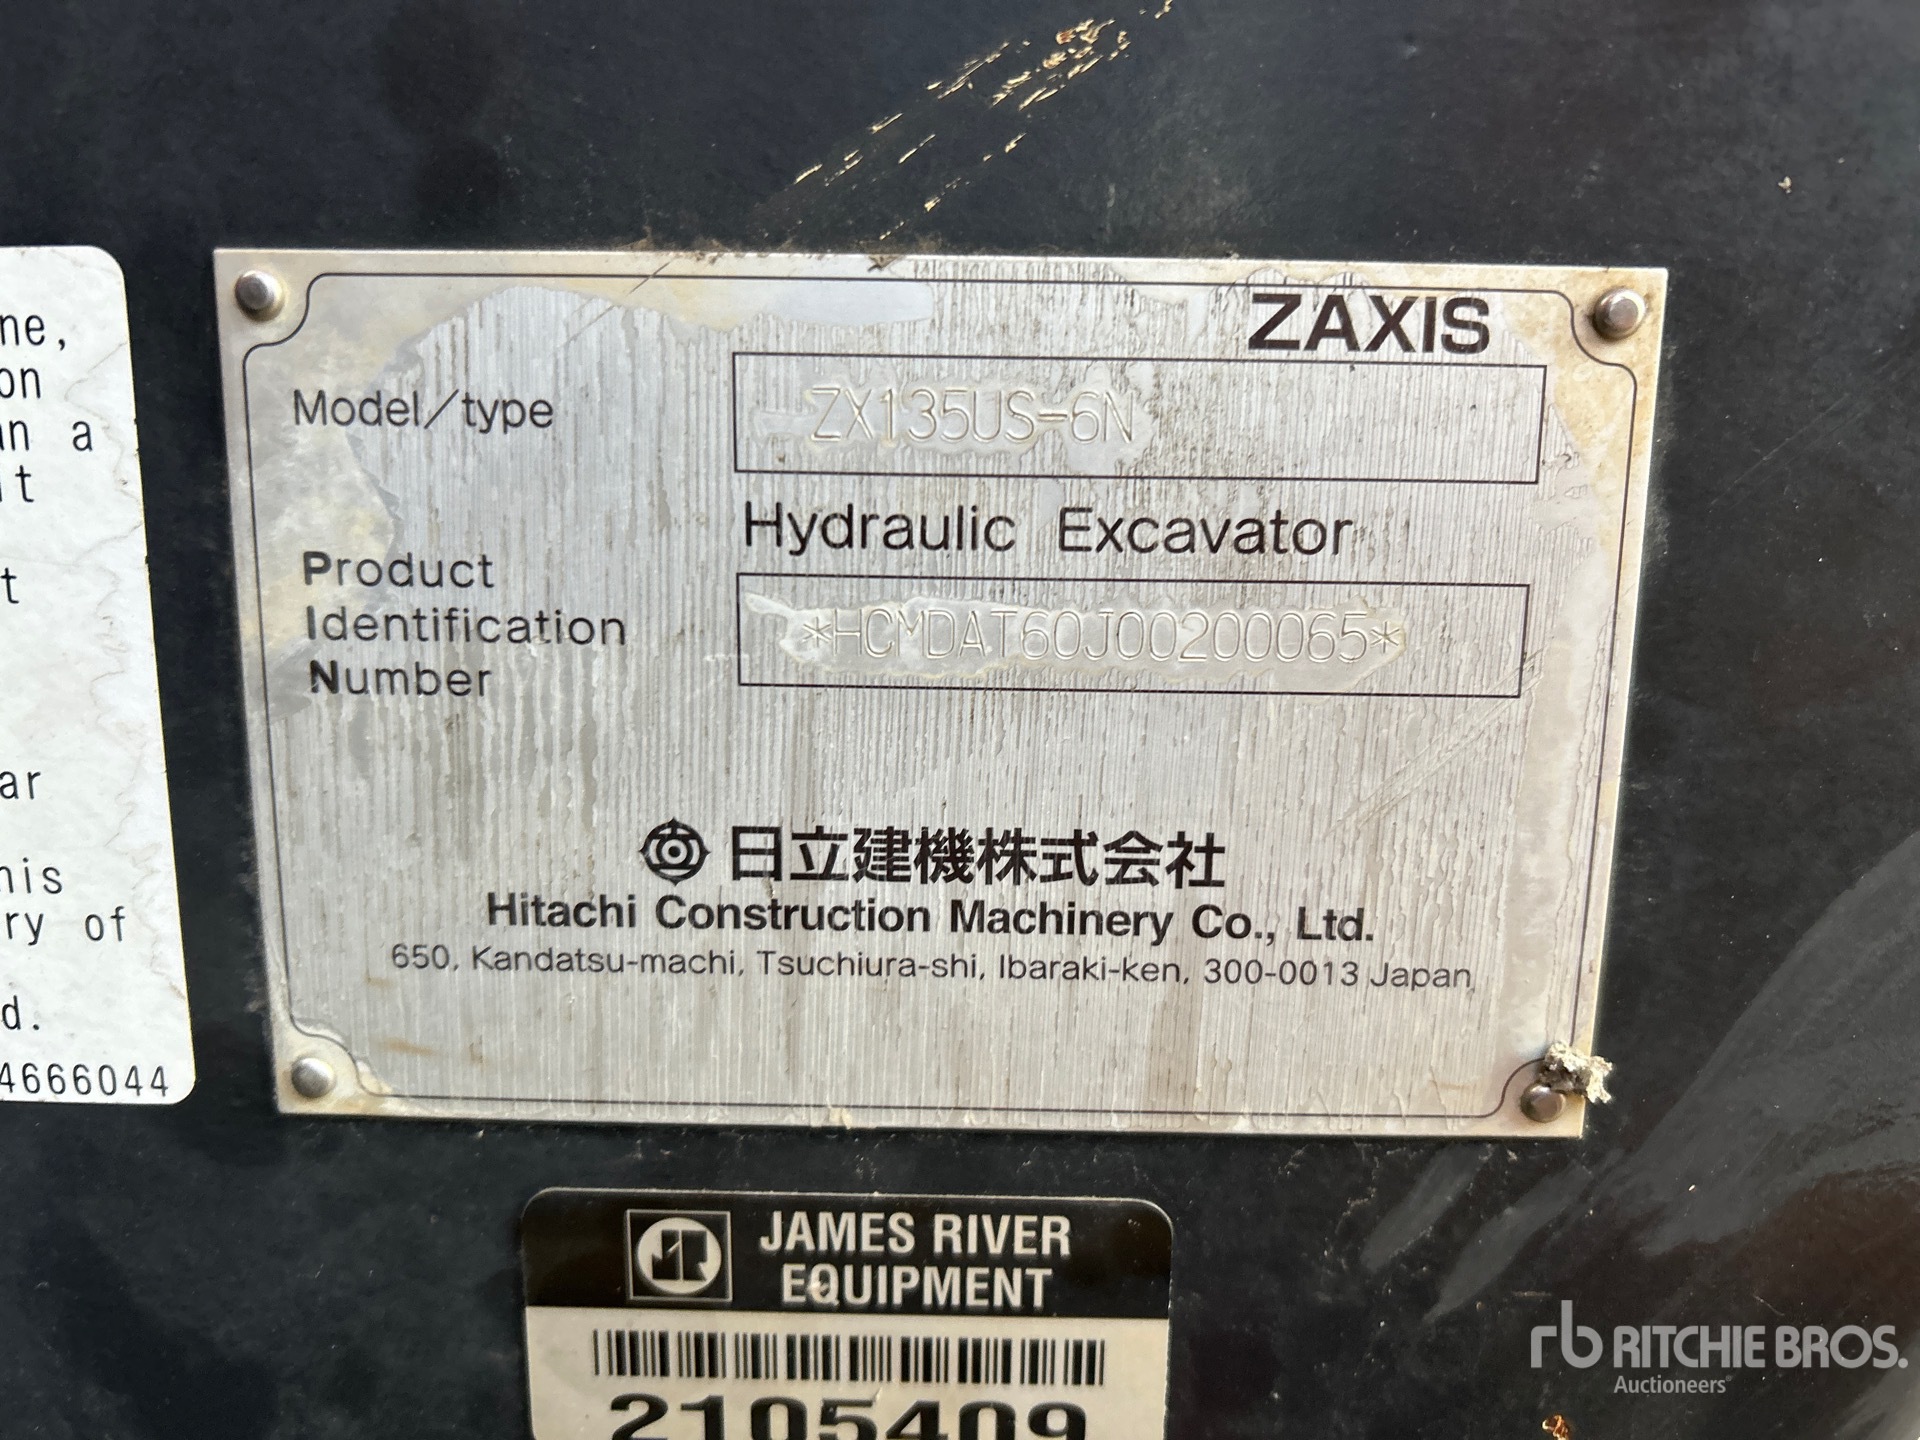 ne,
on
n a
it
t
ar
his
ry of
d.
4666044
ZAXIS
Model/type
ZX135US-6N
Hydraulic Excavator
Product
Identification
Number
*HCMDAT60J00200065*
日立建機株式会社
Hitachi Construction Machinery Co., Ltd.
650, Kandatsu-machi, Tsuchiura-shi, Ibaraki-ken, 300-0013 Japan
JR
JAMES RIVER
EQUIPMENT
2105409
rb RITCHIE BROS.
Auctioneers